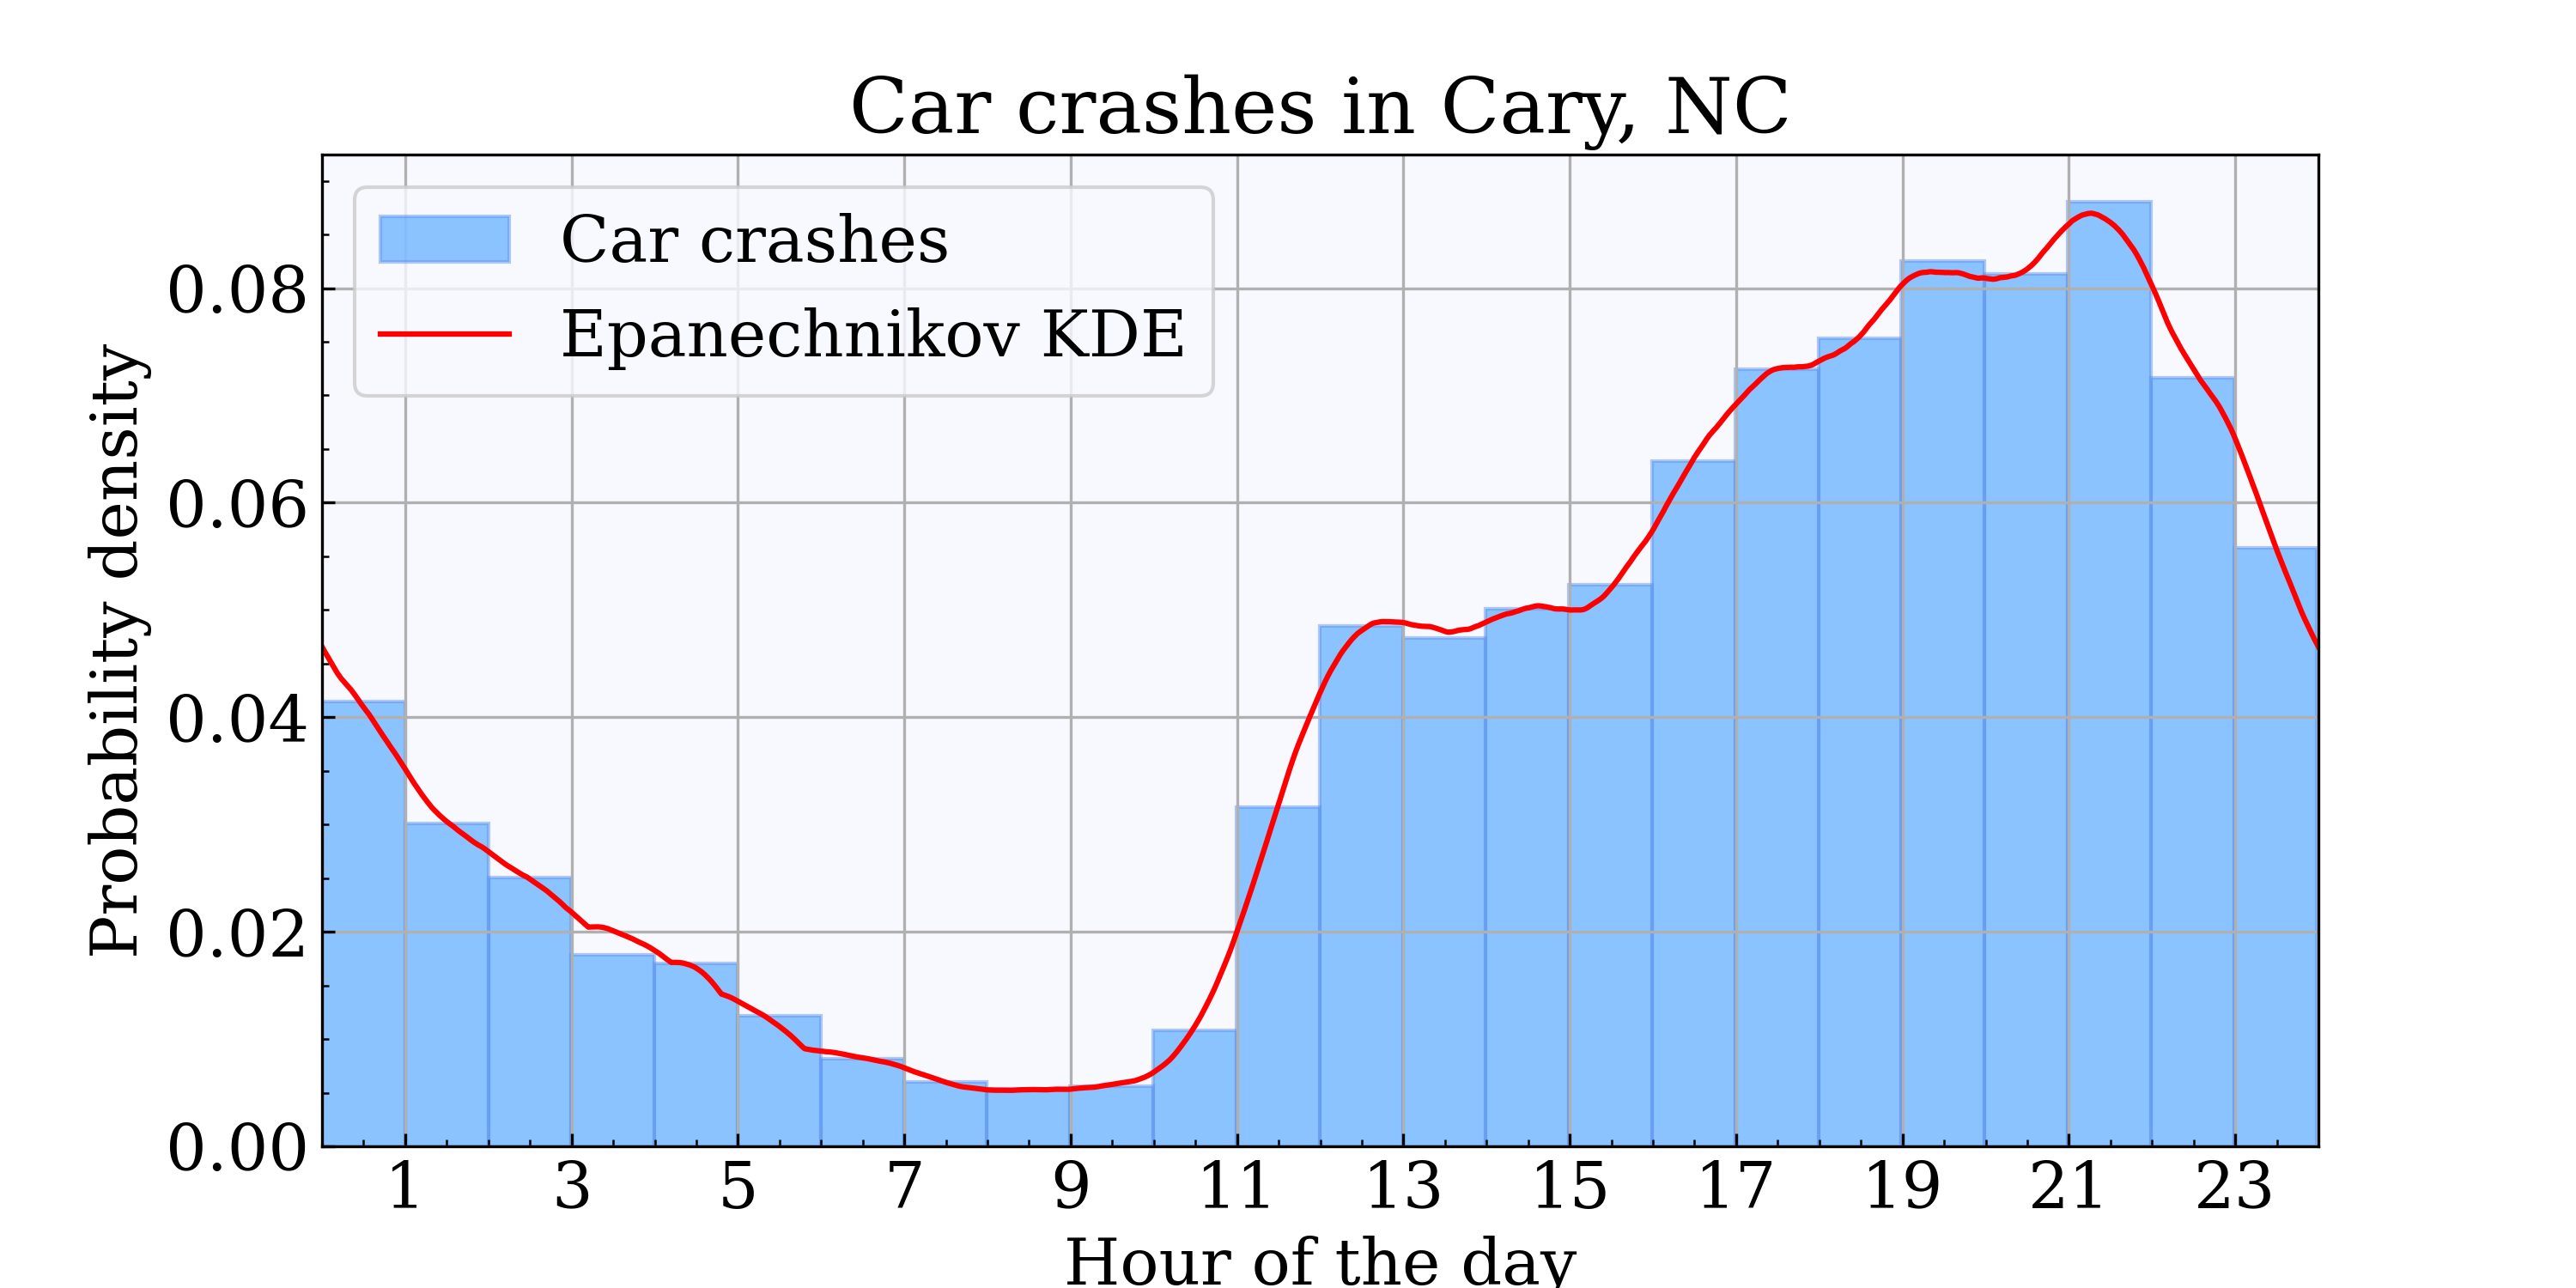 Car crashes in Cary, NC
Car crashes
Epanechnikov KDE
Probability density
0.08
0.06
0.04
0.02
0.00
1 3 5 7 9 11 13 15 17 19 21 23
Hour of the day